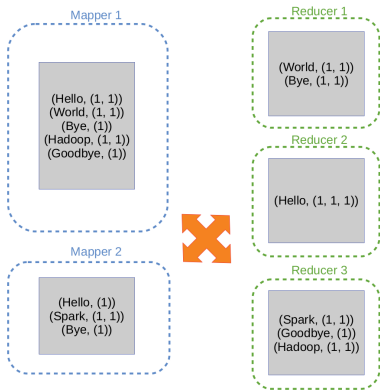 Mapper 1
(Hello, (1, 1))
(World, (1, 1))
(Bye, (1))
(Hadoop, (1, 1))
(Goodbye, (1))
Mapper 2
(Hello, (1))
(Spark, (1, 1))
(Bye, (1))
Reducer 1
(World, (1, 1))
(Bye, (1, 1))
Reducer 2
(Hello, (1, 1, 1))
Reducer 3
(Spark, (1, 1))
(Goodbye, (1))
(Hadoop, (1, 1))